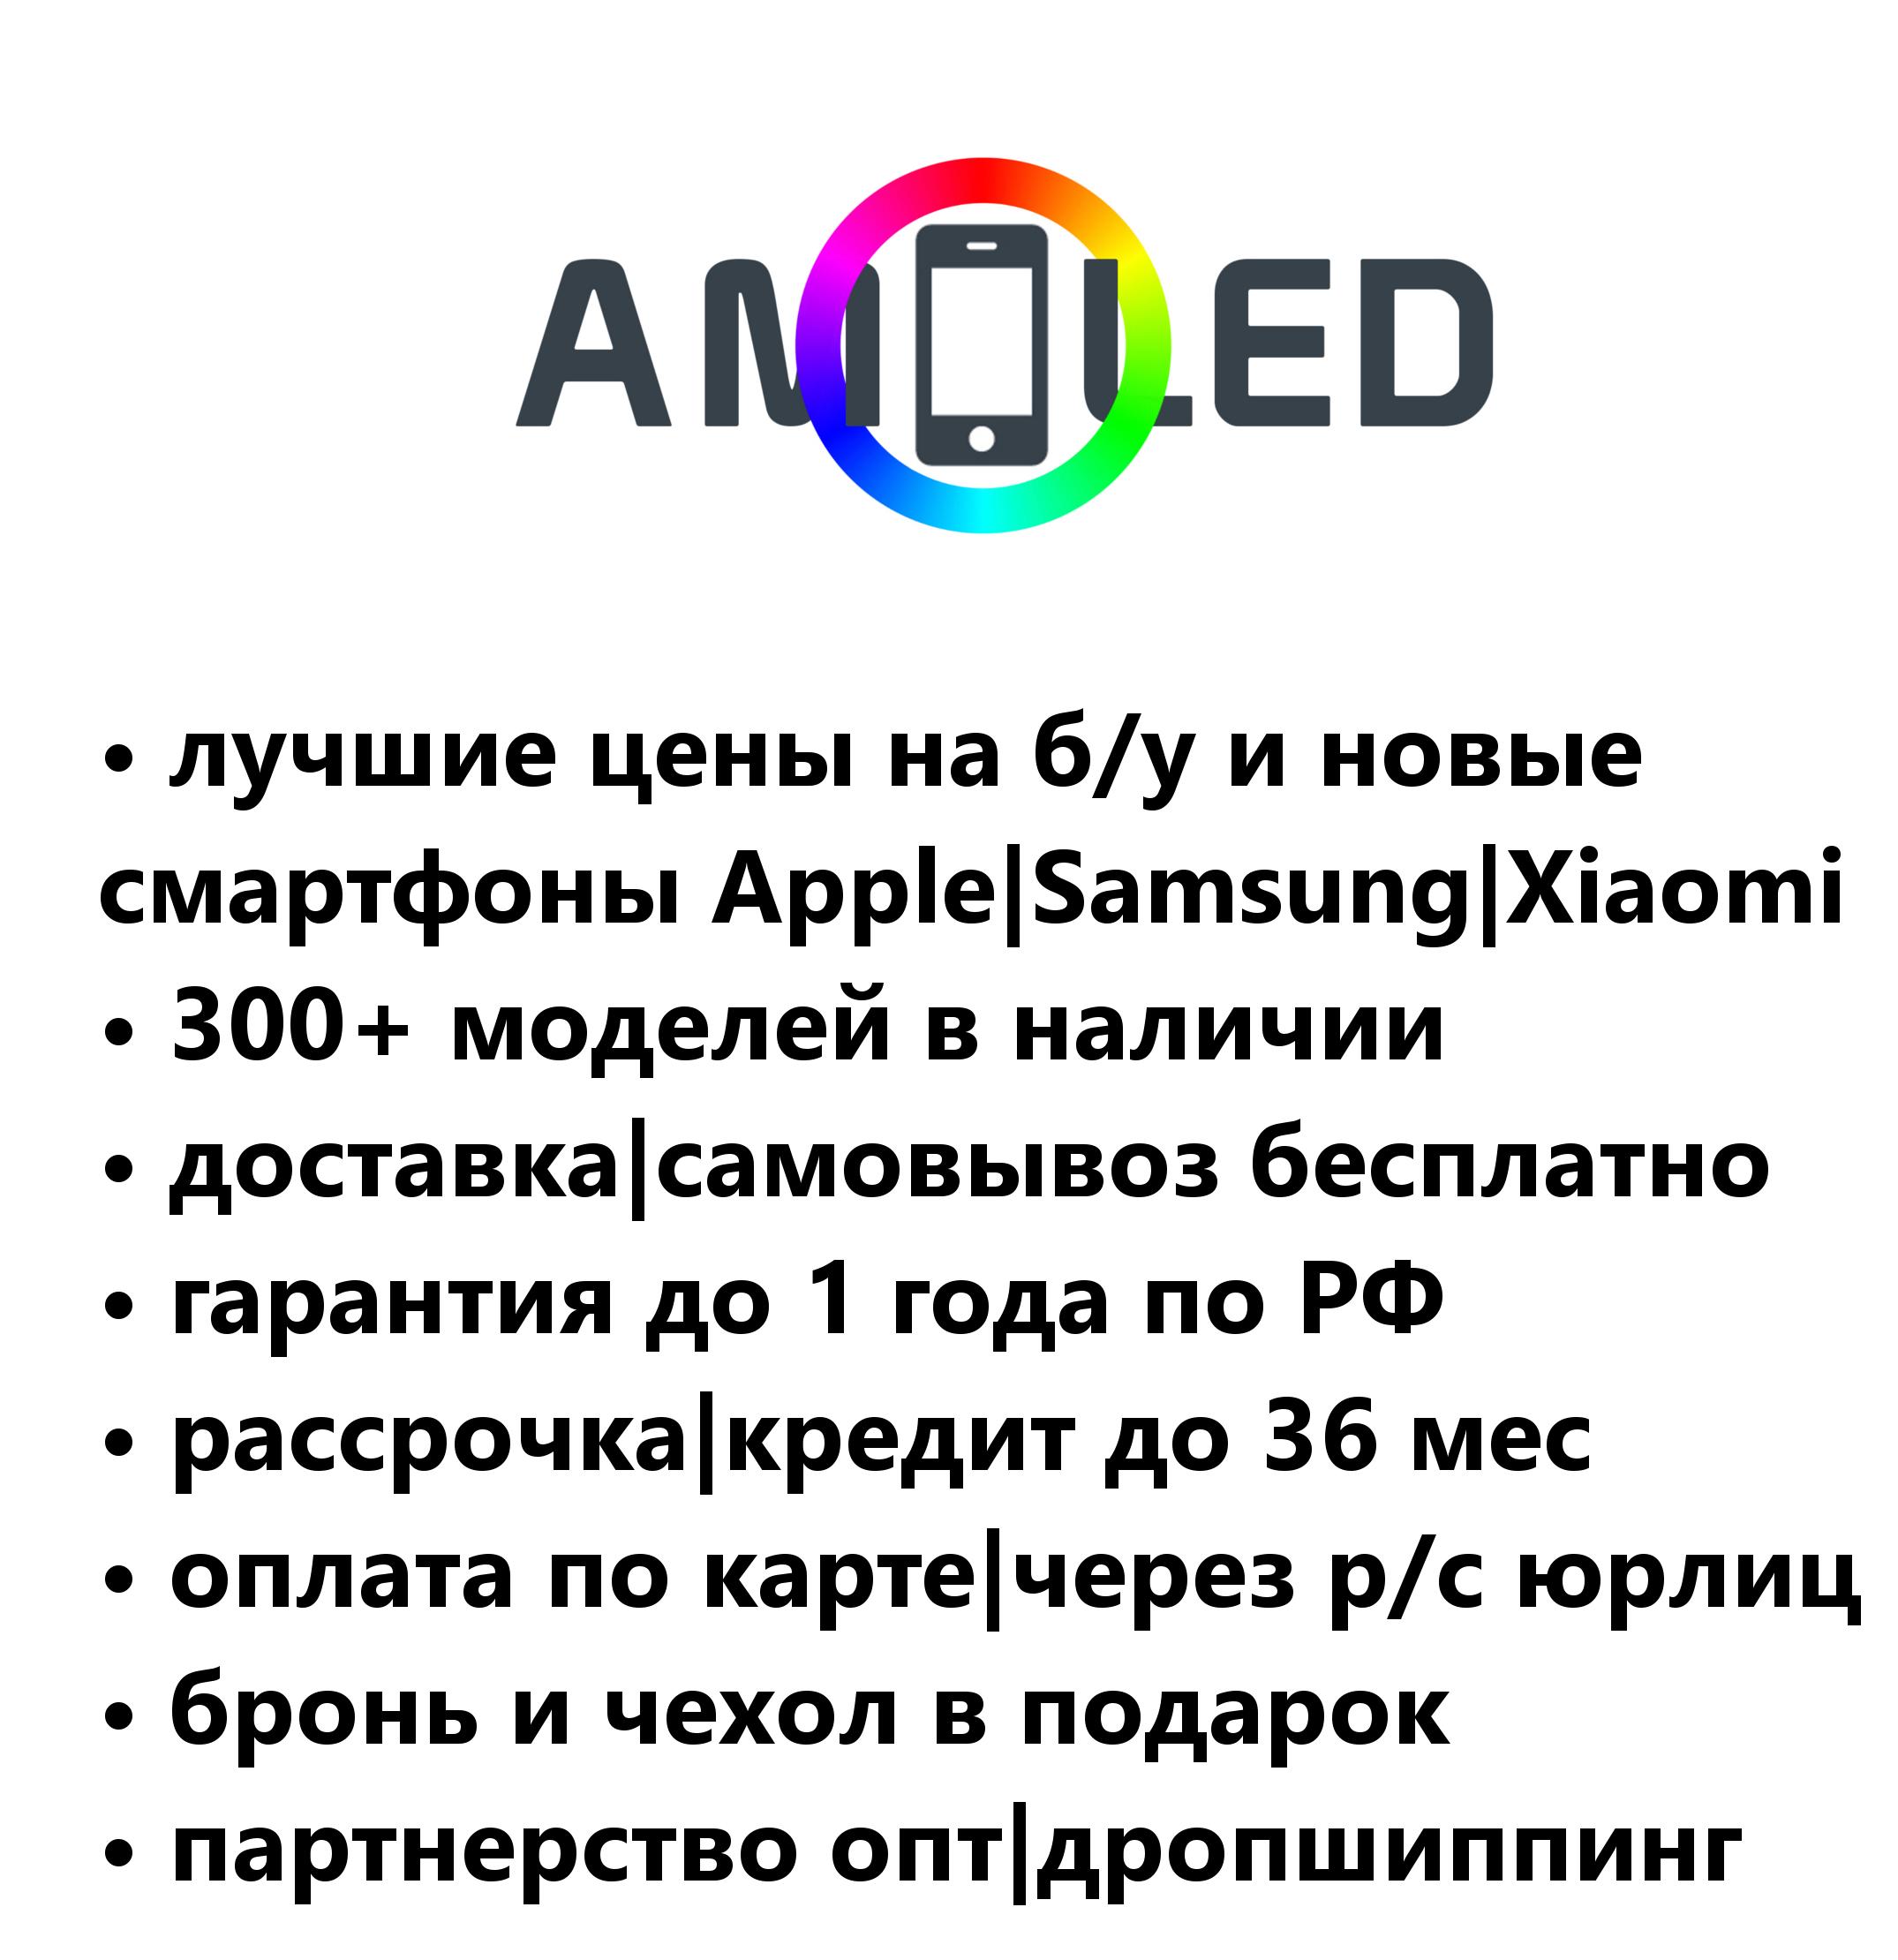 AMOLED
• лучшие цены на б/у и новые
смартфоны Apple|Samsung|Xiaomi
• 300+ моделей в наличии
• доставка|самовывоз бесплатно
• гарантия до 1 года по РФ
• рассрочка|кредит до 36 мес
• оплата по карте|через р/с юрлиц
• бронь и чехол в подарок
• партнерство опт|дропшиппинг